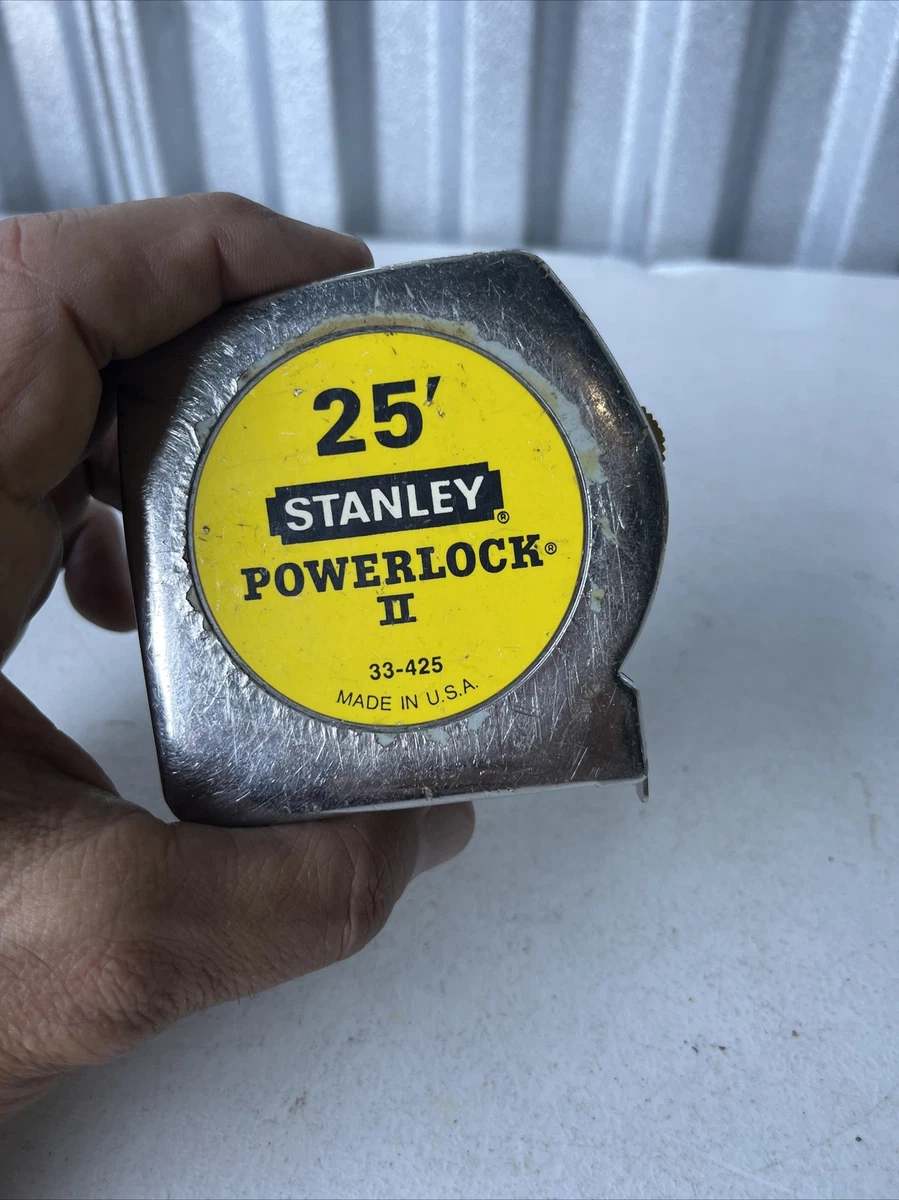 25'
STANLEY®
POWERLOCK®
II
33-425
MADE IN U.S.A.